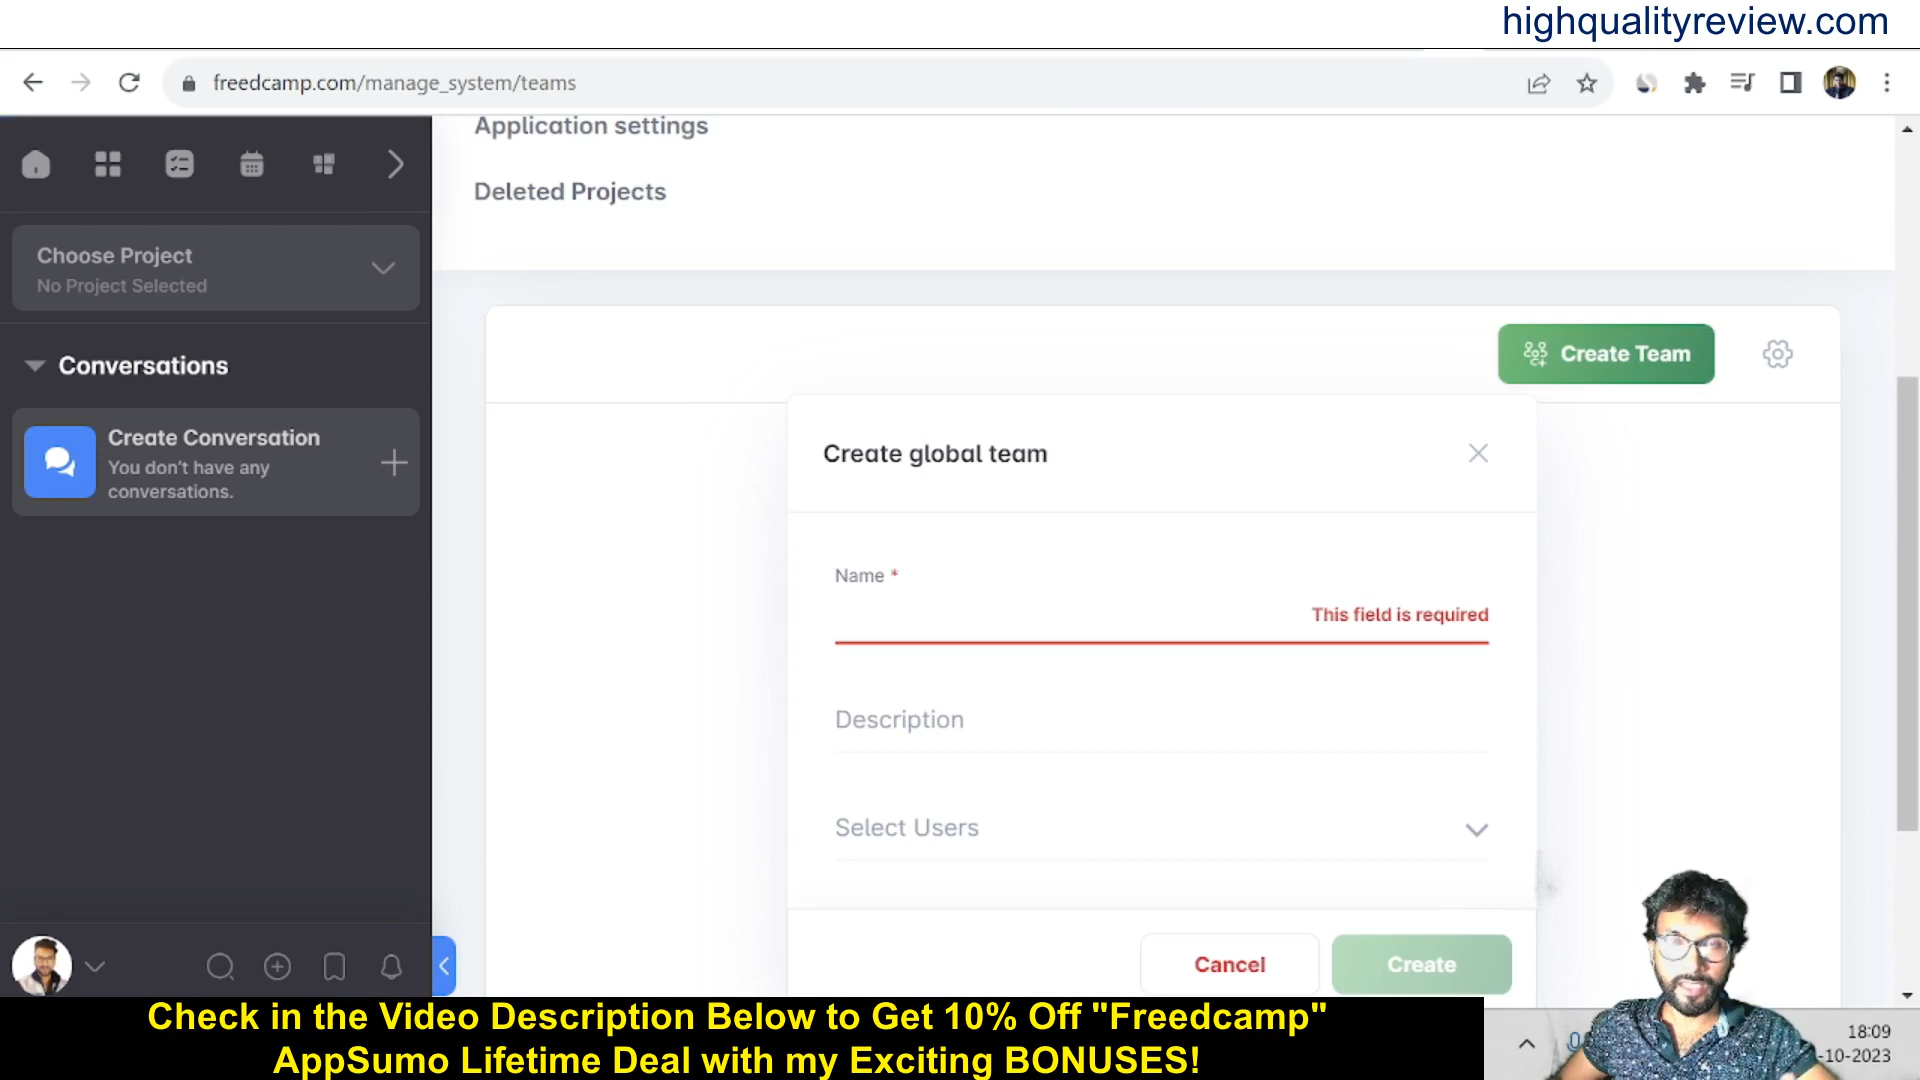 highqualityreview.com
freedcamp.com/manage_system/teams
Application settings
Deleted Projects
Choose Project
No Project Selected
Conversations
Create Conversation
You don't have any
conversations.
Create Team
Create global team
Name *
This field is required
Description
Select Users
Cancel
Create
Check in the Video Description Below to Get 10% Off "Freedcamp"
AppSumo Lifetime Deal with my Exciting BONUSES!
18:09
-10-2023